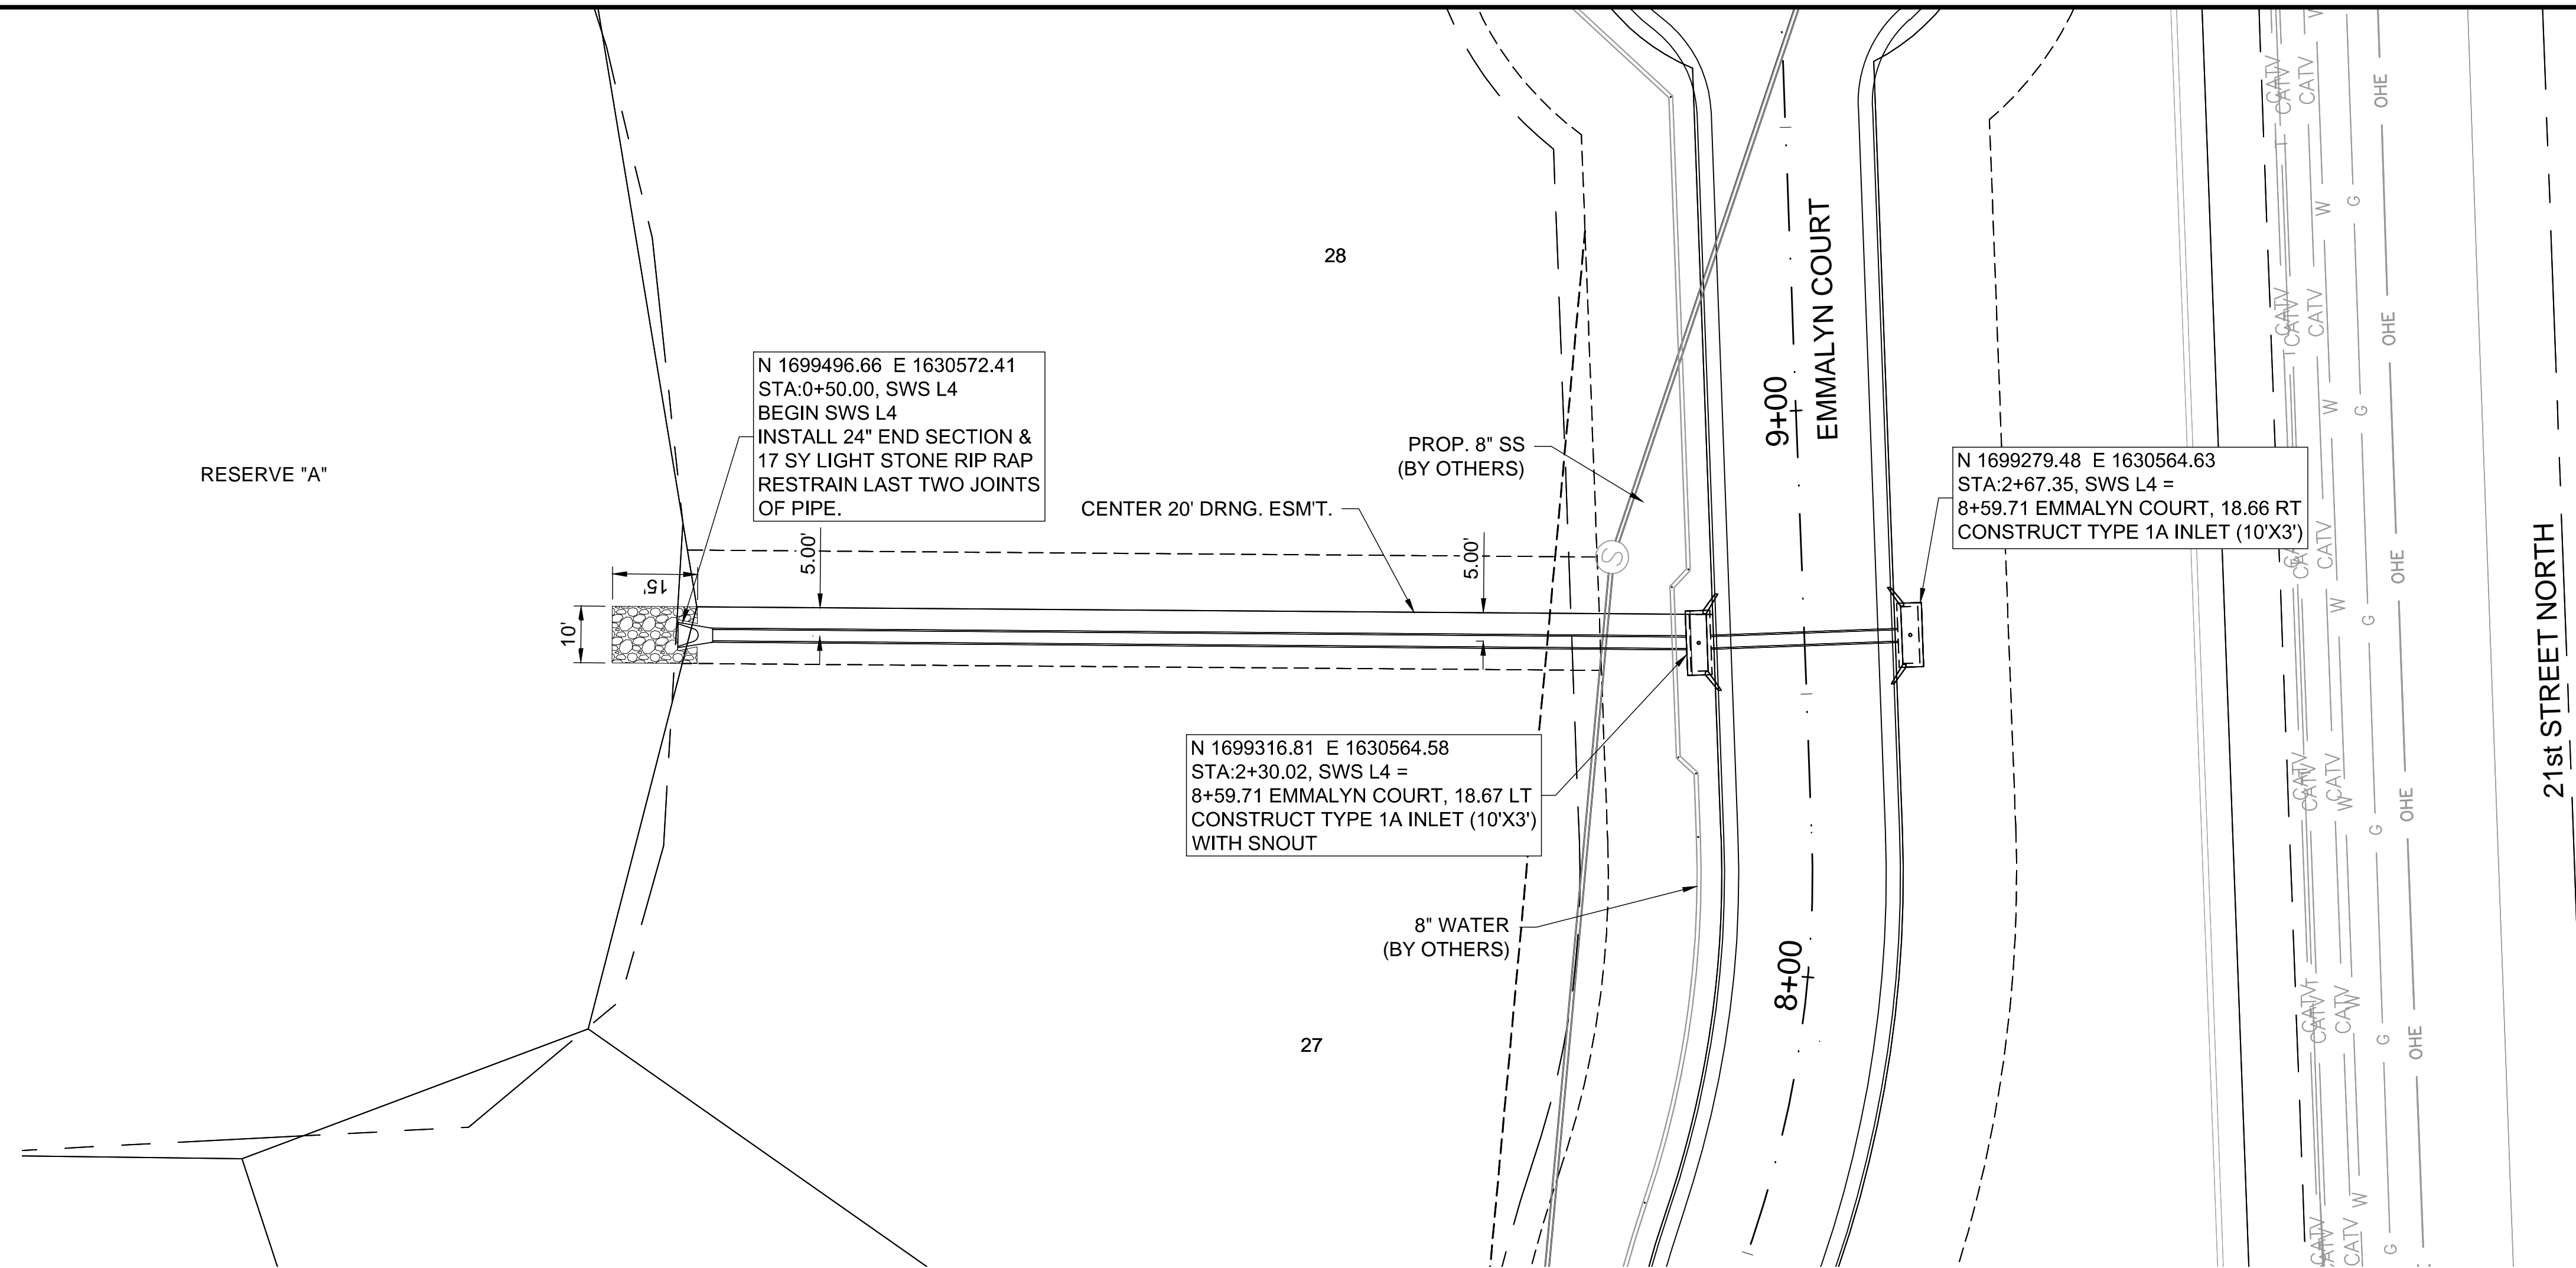 28
EMMALYN COURT
9+00
N 1699496.66  E 1630572.41
STA:0+50.00, SWS L4
BEGIN SWS L4
INSTALL 24" END SECTION &
17 SY LIGHT STONE RIP RAP
RESTRAIN LAST TWO JOINTS
OF PIPE.
RESERVE "A"
PROP. 8" SS
(BY OTHERS)
CENTER 20' DRNG. ESM'T.
N 1699279.48  E 1630564.63
STA:2+67.35, SWS L4 =
8+59.71 EMMALYN COURT, 18.66 RT
CONSTRUCT TYPE 1A INLET (10'X3')
5.00'
5.00'
15'
10'
S
N 1699316.81  E 1630564.58
STA:2+30.02, SWS L4 =
8+59.71 EMMALYN COURT, 18.67 LT
CONSTRUCT TYPE 1A INLET (10'X3')
WITH SNOUT
8" WATER
(BY OTHERS)
8+00
27
21st STREET NORTH
CATV
CATV
CATV
W
G
OHE
CATV
CATV
CATV
W
G
OHE
CATV
CATV
W
G
OHE
CATV
CATV
CATV
W
G
OHE
CATV
CATV
CATV
W
G
OHE
CATV
CATV
CATV
W
G